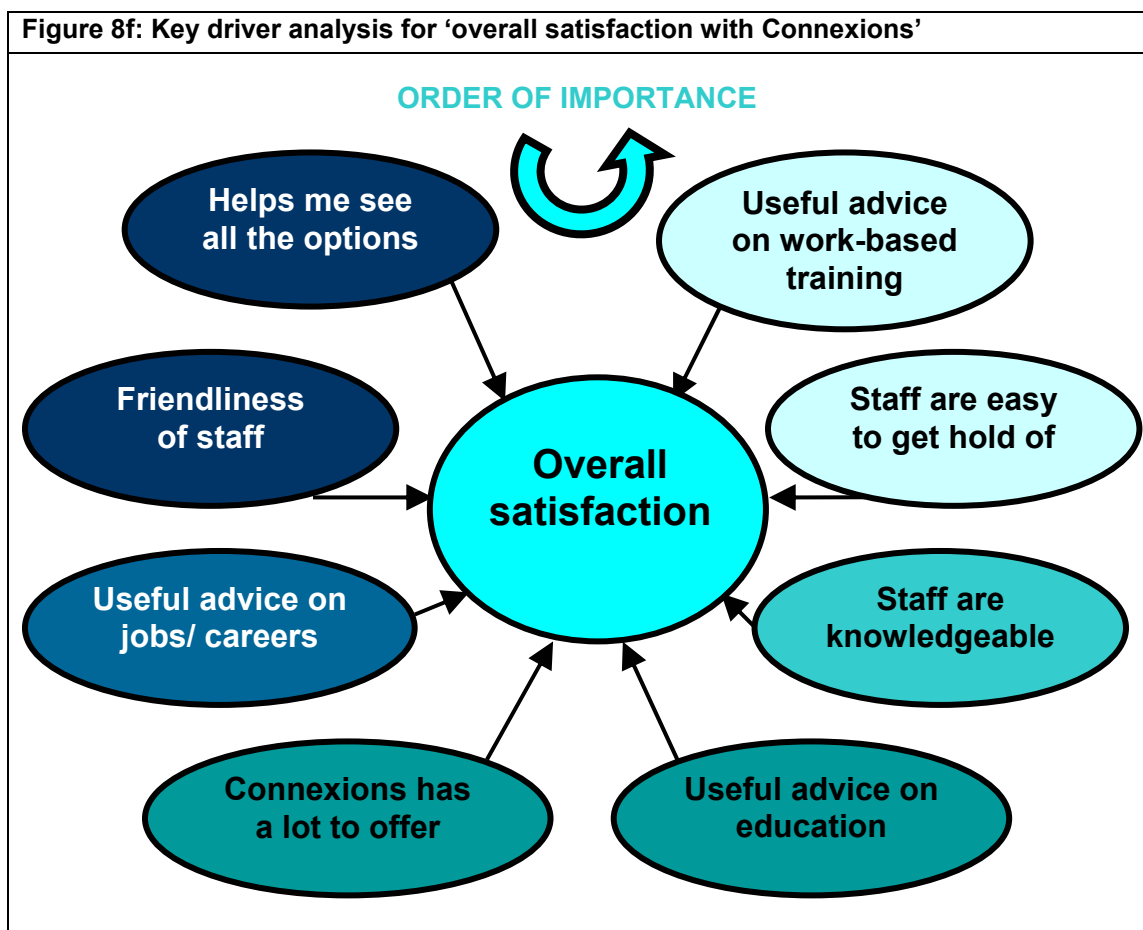 Figure 8f: Key driver analysis for ‘overall satisfaction with Connexions’
ORDER OF IMPORTANCE
Helps me see
all the options
Useful advice
on work-based
training
Friendliness
of staff
Staff are easy
to get hold of
Overall
satisfaction
Useful advice on
jobs/ careers
Staff are
knowledgeable
Connexions has
a lot to offer
Useful advice on
education